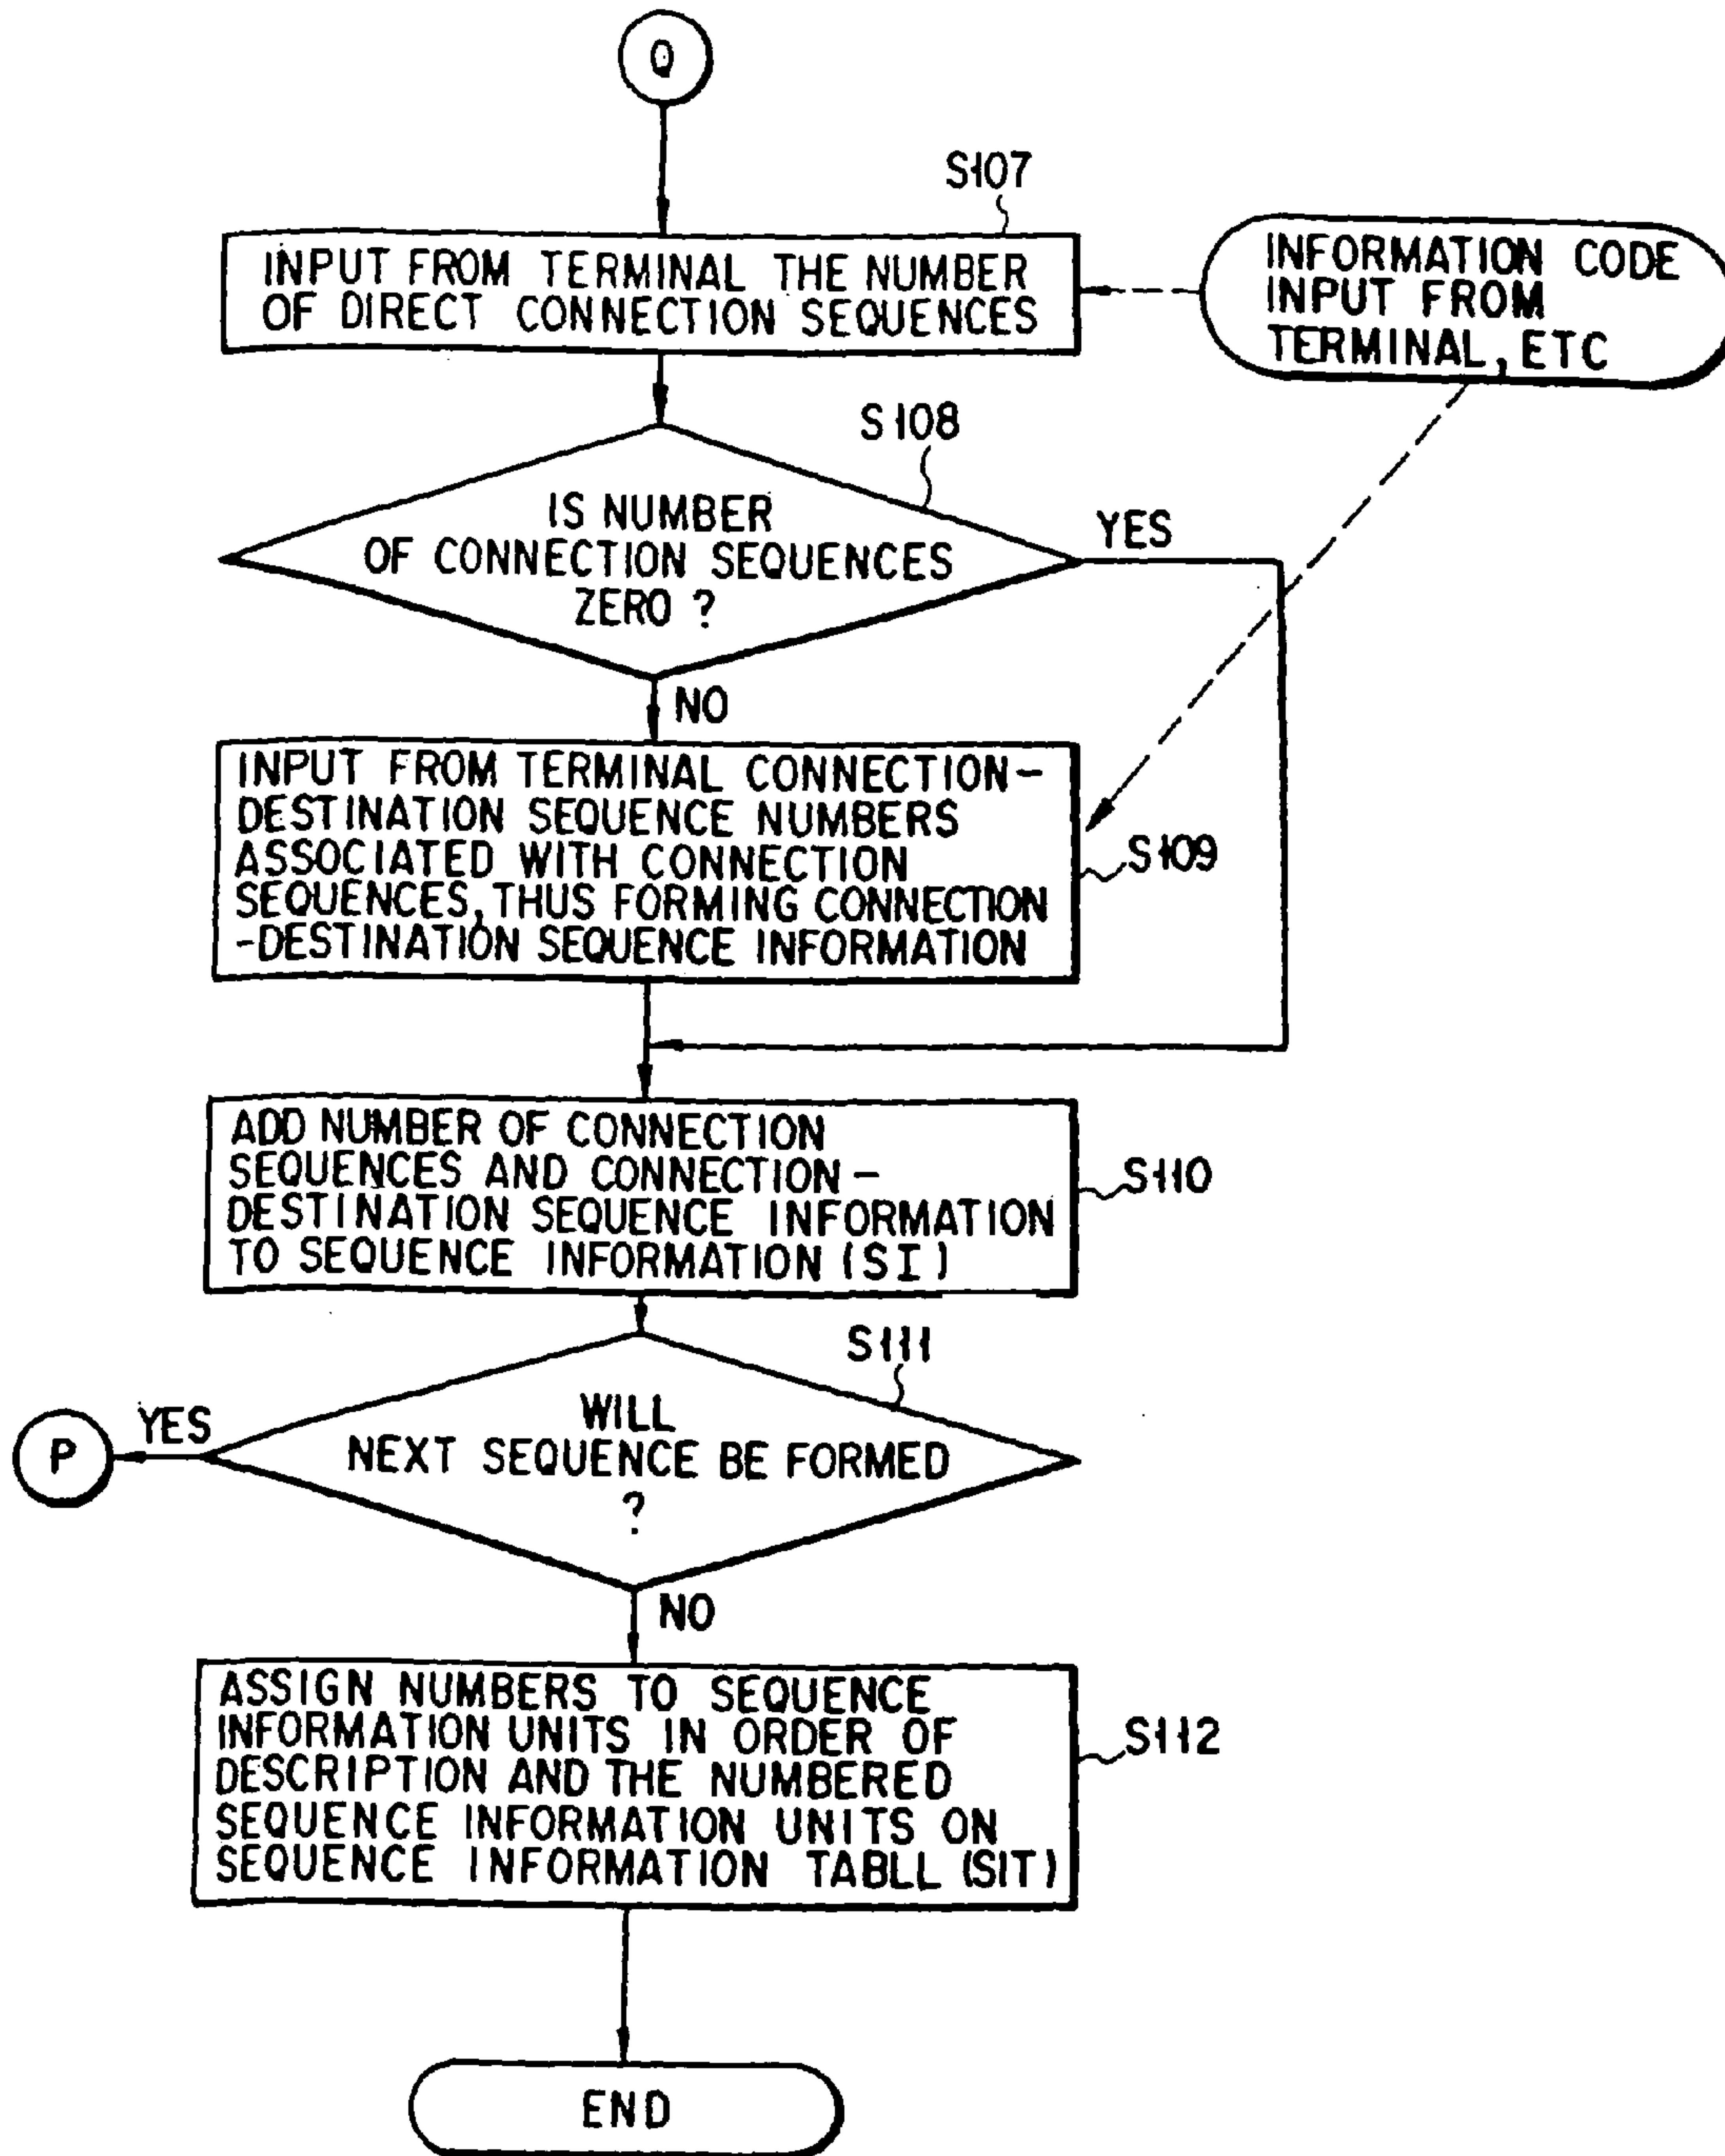 Q
S107
INPUT FROM TERMINAL THE NUMBER
OF DIRECT CONNECTION SEQUENCES
INFORMATION CODE
INPUT FROM
TERMINAL, ETC
S108
IS NUMBER
OF CONNECTION SEQUENCES
ZERO ?
YES
NO
INPUT FROM TERMINAL CONNECTION-
DESTINATION SEQUENCE NUMBERS
ASSOCIATED WITH CONNECTION
SEQUENCES, THUS FORMING CONNECTION
-DESTINATION SEQUENCE INFORMATION
S109
ADD NUMBER OF CONNECTION
SEQUENCES AND CONNECTION-
DESTINATION SEQUENCE INFORMATION
TO SEQUENCE INFORMATION (SI)
S110
S111
WILL
NEXT SEQUENCE BE FORMED
?
YES
P
NO
ASSIGN NUMBERS TO SEQUENCE
INFORMATION UNITS IN ORDER OF
DESCRIPTION AND THE NUMBERED
SEQUENCE INFORMATION UNITS ON
SEQUENCE INFORMATION TABLL (SIT)
S112
END